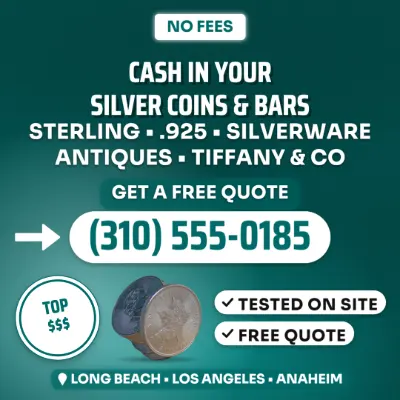 NO FEES
CASH IN YOUR
SILVER COINS & BARS
STERLING ▪ .925 ▪ SILVERWARE
ANTIQUES ▪ TIFFANY & CO
GET A FREE QUOTE
(310) 555-0185
TOP
$$$
✓ TESTED ON SITE
✓ FREE QUOTE
LONG BEACH ▪ LOS ANGELES ▪ ANAHEIM